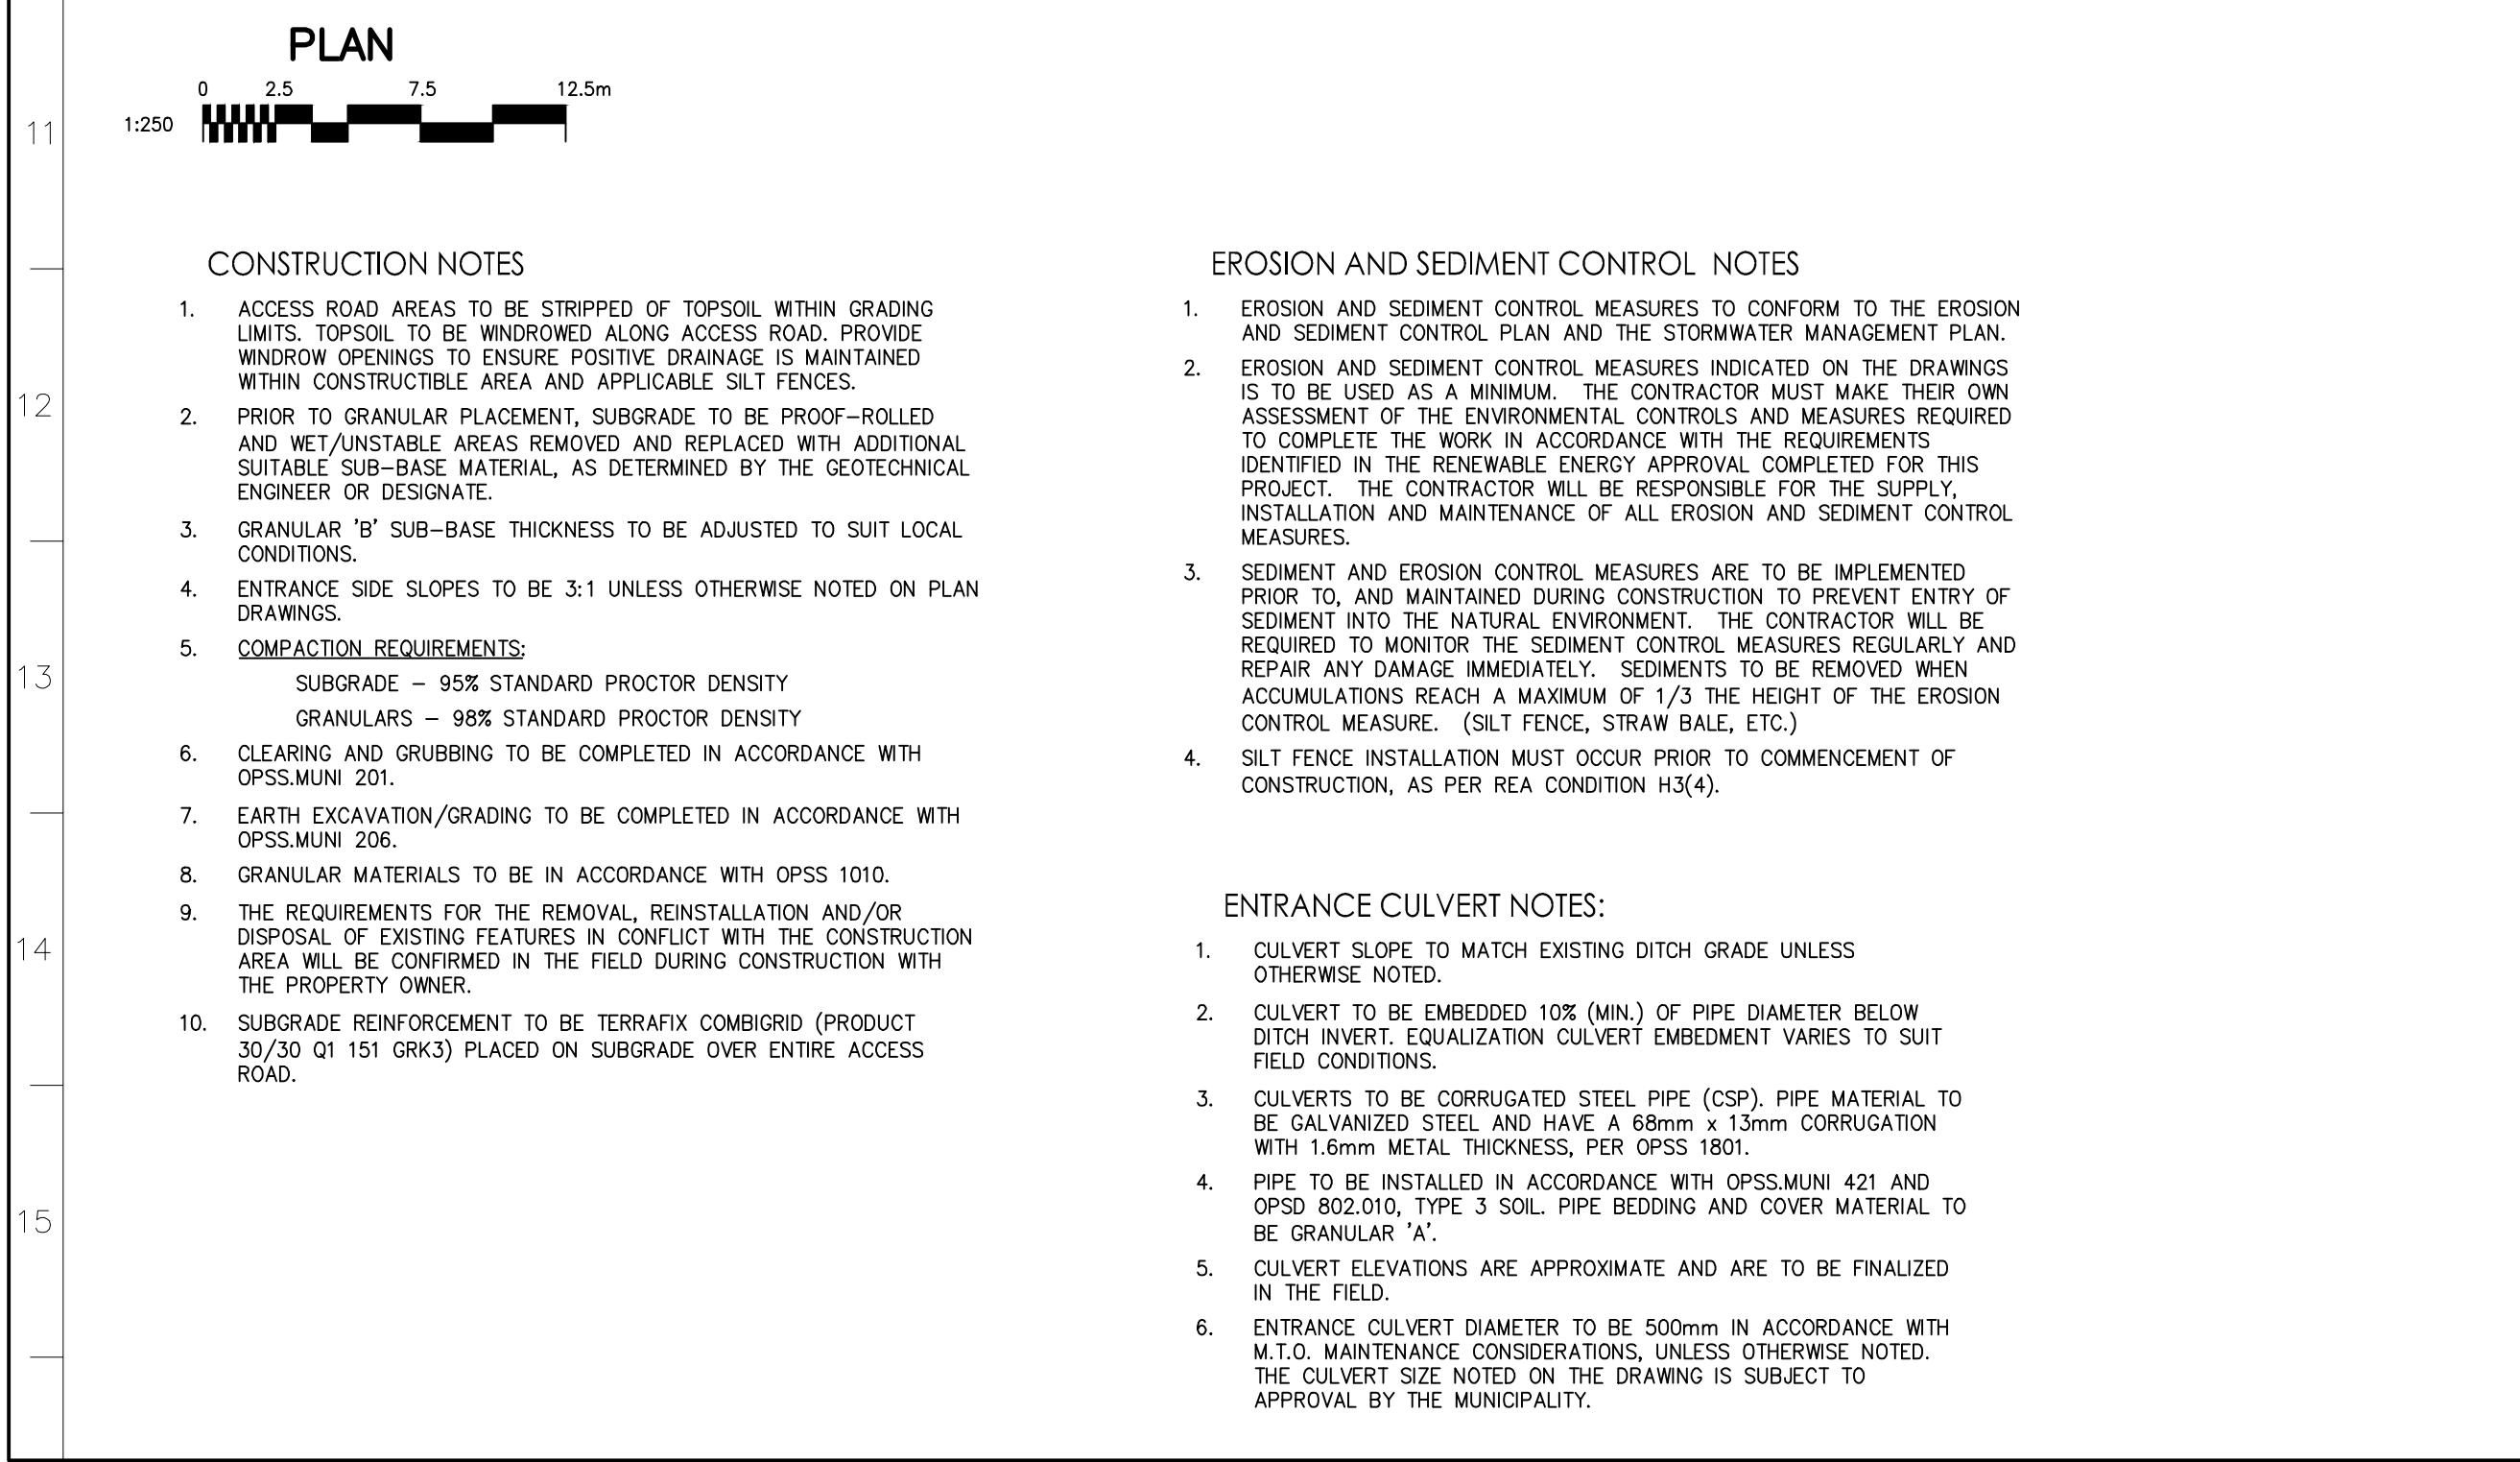 PLAN
0 2.5 7.5 12.5m
1:250
11
12
13
14
15
CONSTRUCTION NOTES
1. ACCESS ROAD AREAS TO BE STRIPPED OF TOPSOIL WITHIN GRADING
LIMITS. TOPSOIL TO BE WINDROWED ALONG ACCESS ROAD. PROVIDE
WINDROW OPENINGS TO ENSURE POSITIVE DRAINAGE IS MAINTAINED
WITHIN CONSTRUCTIBLE AREA AND APPLICABLE SILT FENCES.
2. PRIOR TO GRANULAR PLACEMENT, SUBGRADE TO BE PROOF-ROLLED
AND WET/UNSTABLE AREAS REMOVED AND REPLACED WITH ADDITIONAL
SUITABLE SUB-BASE MATERIAL, AS DETERMINED BY THE GEOTECHNICAL
ENGINEER OR DESIGNATE.
3. GRANULAR 'B' SUB-BASE THICKNESS TO BE ADJUSTED TO SUIT LOCAL
CONDITIONS.
4. ENTRANCE SIDE SLOPES TO BE 3:1 UNLESS OTHERWISE NOTED ON PLAN
DRAWINGS.
5. COMPACTION REQUIREMENTS:
SUBGRADE – 95% STANDARD PROCTOR DENSITY
GRANULARS – 98% STANDARD PROCTOR DENSITY
6. CLEARING AND GRUBBING TO BE COMPLETED IN ACCORDANCE WITH
OPSS.MUNI 201.
7. EARTH EXCAVATION/GRADING TO BE COMPLETED IN ACCORDANCE WITH
OPSS.MUNI 206.
8. GRANULAR MATERIALS TO BE IN ACCORDANCE WITH OPSS 1010.
9. THE REQUIREMENTS FOR THE REMOVAL, REINSTALLATION AND/OR
DISPOSAL OF EXISTING FEATURES IN CONFLICT WITH THE CONSTRUCTION
AREA WILL BE CONFIRMED IN THE FIELD DURING CONSTRUCTION WITH
THE PROPERTY OWNER.
10. SUBGRADE REINFORCEMENT TO BE TERRAFIX COMBIGRID (PRODUCT
30/30 Q1 151 GRK3) PLACED ON SUBGRADE OVER ENTIRE ACCESS
ROAD.
EROSION AND SEDIMENT CONTROL NOTES
1. EROSION AND SEDIMENT CONTROL MEASURES TO CONFORM TO THE EROSION
AND SEDIMENT CONTROL PLAN AND THE STORMWATER MANAGEMENT PLAN.
2. EROSION AND SEDIMENT CONTROL MEASURES INDICATED ON THE DRAWINGS
IS TO BE USED AS A MINIMUM. THE CONTRACTOR MUST MAKE THEIR OWN
ASSESSMENT OF THE ENVIRONMENTAL CONTROLS AND MEASURES REQUIRED
TO COMPLETE THE WORK IN ACCORDANCE WITH THE REQUIREMENTS
IDENTIFIED IN THE RENEWABLE ENERGY APPROVAL COMPLETED FOR THIS
PROJECT. THE CONTRACTOR WILL BE RESPONSIBLE FOR THE SUPPLY,
INSTALLATION AND MAINTENANCE OF ALL EROSION AND SEDIMENT CONTROL
MEASURES.
3. SEDIMENT AND EROSION CONTROL MEASURES ARE TO BE IMPLEMENTED
PRIOR TO, AND MAINTAINED DURING CONSTRUCTION TO PREVENT ENTRY OF
SEDIMENT INTO THE NATURAL ENVIRONMENT. THE CONTRACTOR WILL BE
REQUIRED TO MONITOR THE SEDIMENT CONTROL MEASURES REGULARLY AND
REPAIR ANY DAMAGE IMMEDIATELY. SEDIMENTS TO BE REMOVED WHEN
ACCUMULATIONS REACH A MAXIMUM OF 1/3 THE HEIGHT OF THE EROSION
CONTROL MEASURE. (SILT FENCE, STRAW BALE, ETC.)
4. SILT FENCE INSTALLATION MUST OCCUR PRIOR TO COMMENCEMENT OF
CONSTRUCTION, AS PER REA CONDITION H3(4).
ENTRANCE CULVERT NOTES:
1. CULVERT SLOPE TO MATCH EXISTING DITCH GRADE UNLESS
OTHERWISE NOTED.
2. CULVERT TO BE EMBEDDED 10% (MIN.) OF PIPE DIAMETER BELOW
DITCH INVERT. EQUALIZATION CULVERT EMBEDMENT VARIES TO SUIT
FIELD CONDITIONS.
3. CULVERTS TO BE CORRUGATED STEEL PIPE (CSP). PIPE MATERIAL TO
BE GALVANIZED STEEL AND HAVE A 68mm x 13mm CORRUGATION
WITH 1.6mm METAL THICKNESS, PER OPSS 1801.
4. PIPE TO BE INSTALLED IN ACCORDANCE WITH OPSS.MUNI 421 AND
OPSD 802.010, TYPE 3 SOIL. PIPE BEDDING AND COVER MATERIAL TO
BE GRANULAR 'A'.
5. CULVERT ELEVATIONS ARE APPROXIMATE AND ARE TO BE FINALIZED
IN THE FIELD.
6. ENTRANCE CULVERT DIAMETER TO BE 500mm IN ACCORDANCE WITH
M.T.O. MAINTENANCE CONSIDERATIONS, UNLESS OTHERWISE NOTED.
THE CULVERT SIZE NOTED ON THE DRAWING IS SUBJECT TO
APPROVAL BY THE MUNICIPALITY.